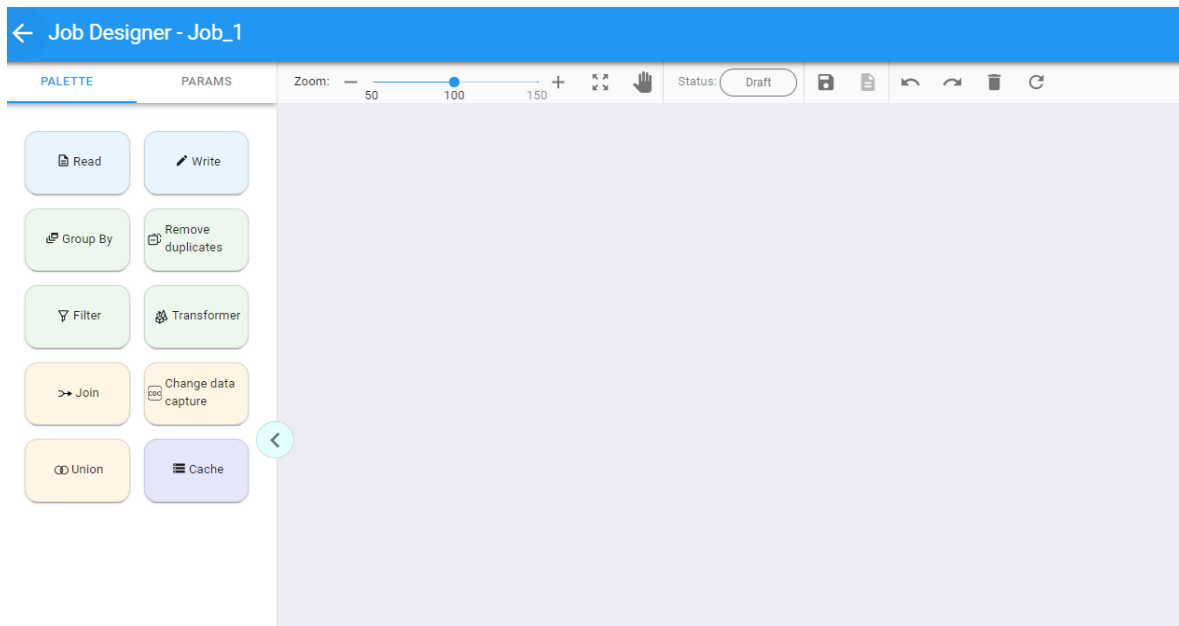 Job Designer - Job_1
PALETTE PARAMS Zoom: 50 100 150 Status: Draft
Read Write
Group By Remove duplicates
Filter Transformer
Join CDC Change data capture
Union Cache